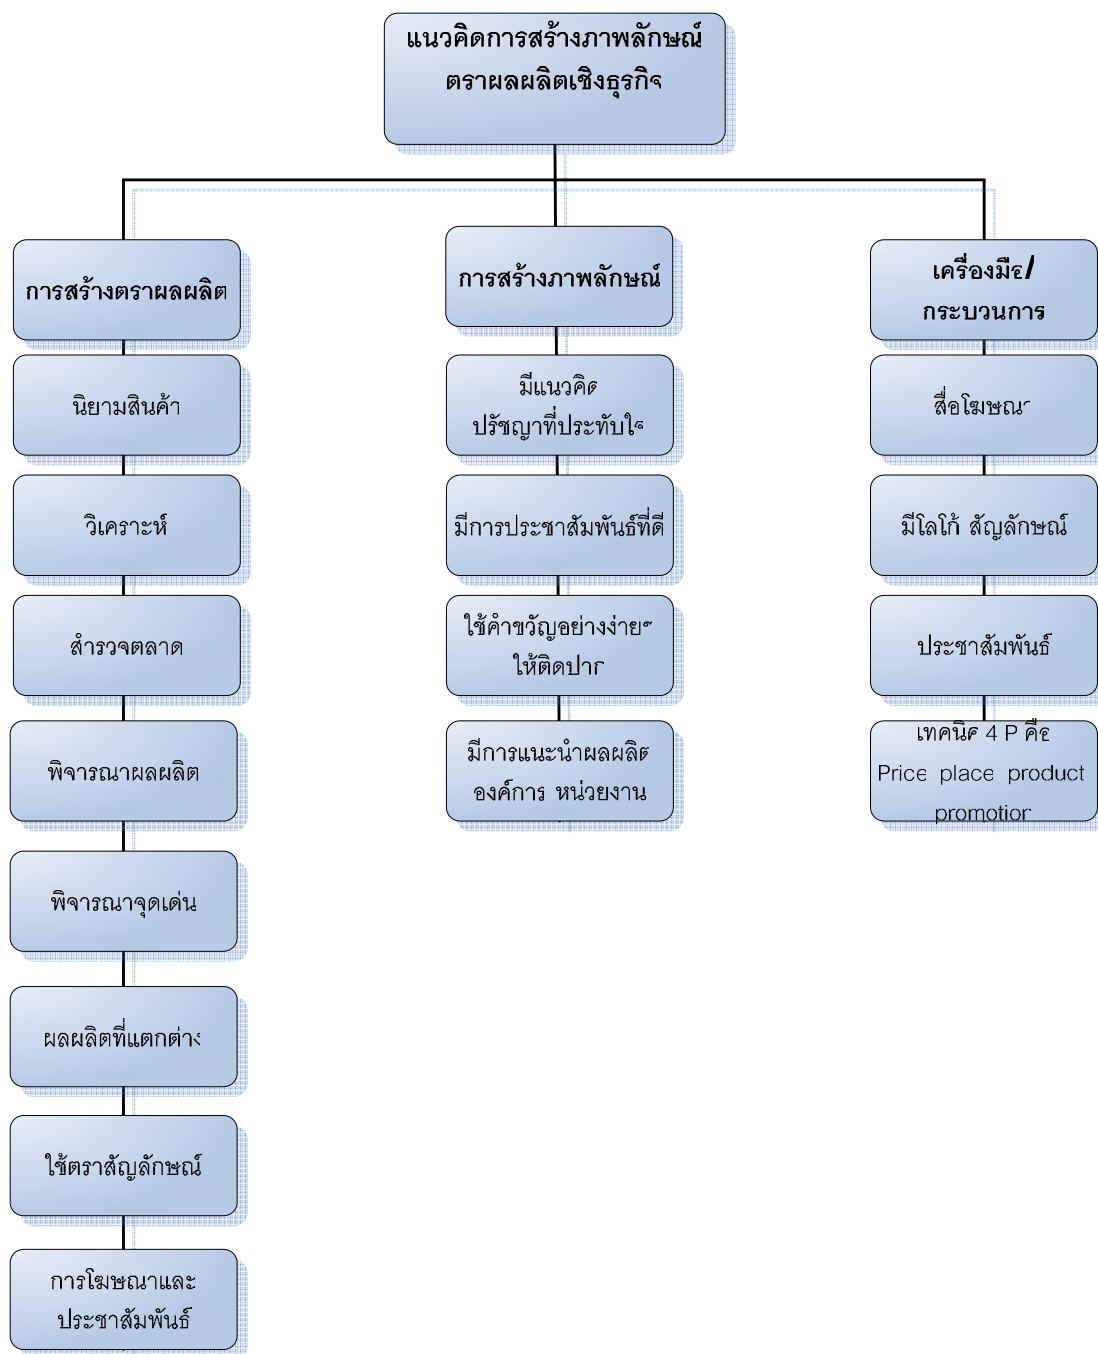 แนวคิดการสร้างภาพลักษณ์
ตราผลผลิตเชิงธุรกิจ
การสร้างตราผลผลิต
นิยามสินค้า
วิเคราะห์
สำรวจตลาด
พิจารณาผลผลิต
พิจารณาจุดเด่น
ผลผลิตที่แตกต่าง
ใช้ตราสัญลักษณ์
การโฆษณาและ
ประชาสัมพันธ์
การสร้างภาพลักษณ์
มีแนวคิด
ปรัชญาที่ประทับใจ
มีการประชาสัมพันธ์ที่ดี
ใช้คำขวัญอย่างง่ายๆ
ให้ติดปาก
มีการแนะนำผลผลิต
องค์การ หน่วยงาน
เครื่องมือ/
กระบวนการ
สื่อโฆษณา
มีโลโก้ สัญลักษณ์
ประชาสัมพันธ์
เทคนิค 4 P คือ
Price place product
promotion